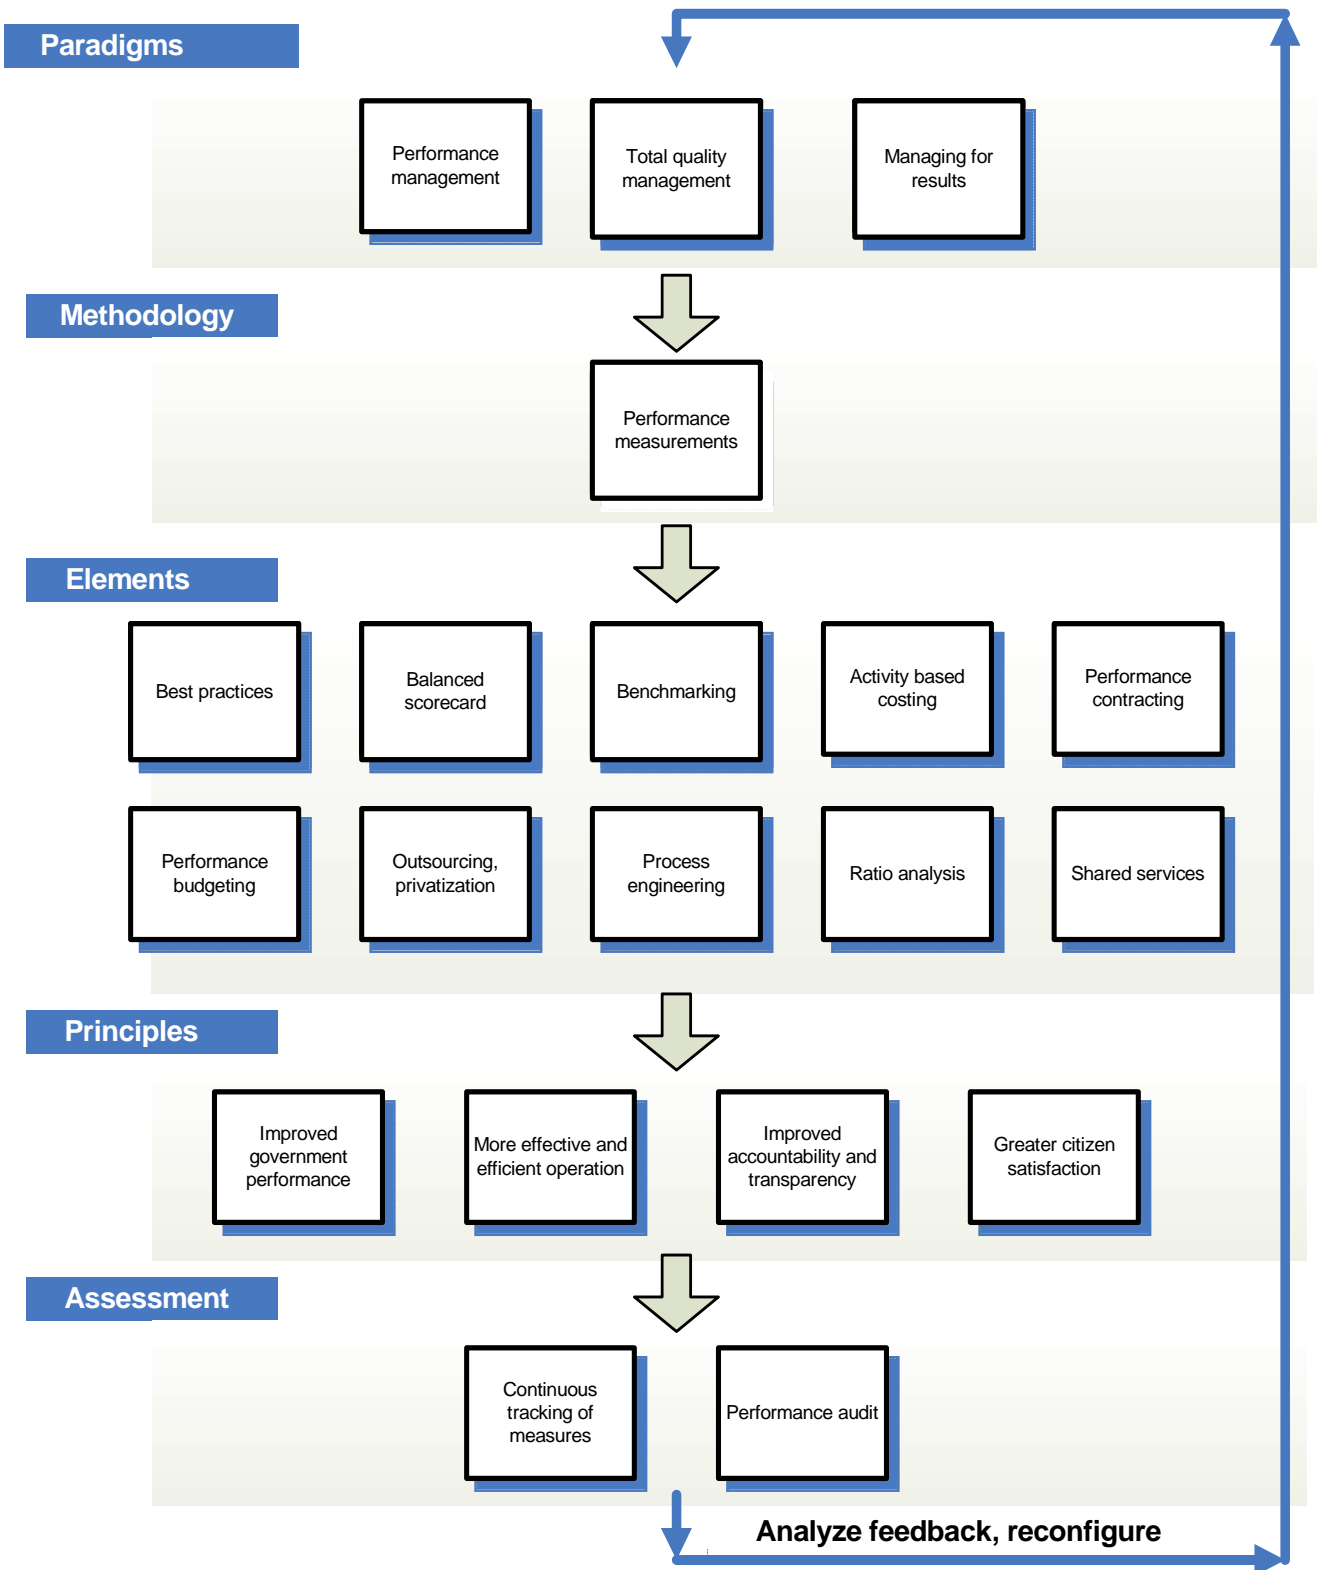 Paradigms
Performance
management
Total quality
management
Managing for
results
Methodology
Performance
measurements
Elements
Best practices
Balanced
scorecard
Benchmarking
Activity based
costing
Performance
contracting
Performance
budgeting
Outsourcing,
privatization
Process
engineering
Ratio analysis
Shared services
Principles
Improved
government
performance
More effective and
efficient operation
Improved
accountability and
transparency
Greater citizen
satisfaction
Assessment
Continuous
tracking of
measures
Performance audit
Analyze feedback, reconfigure